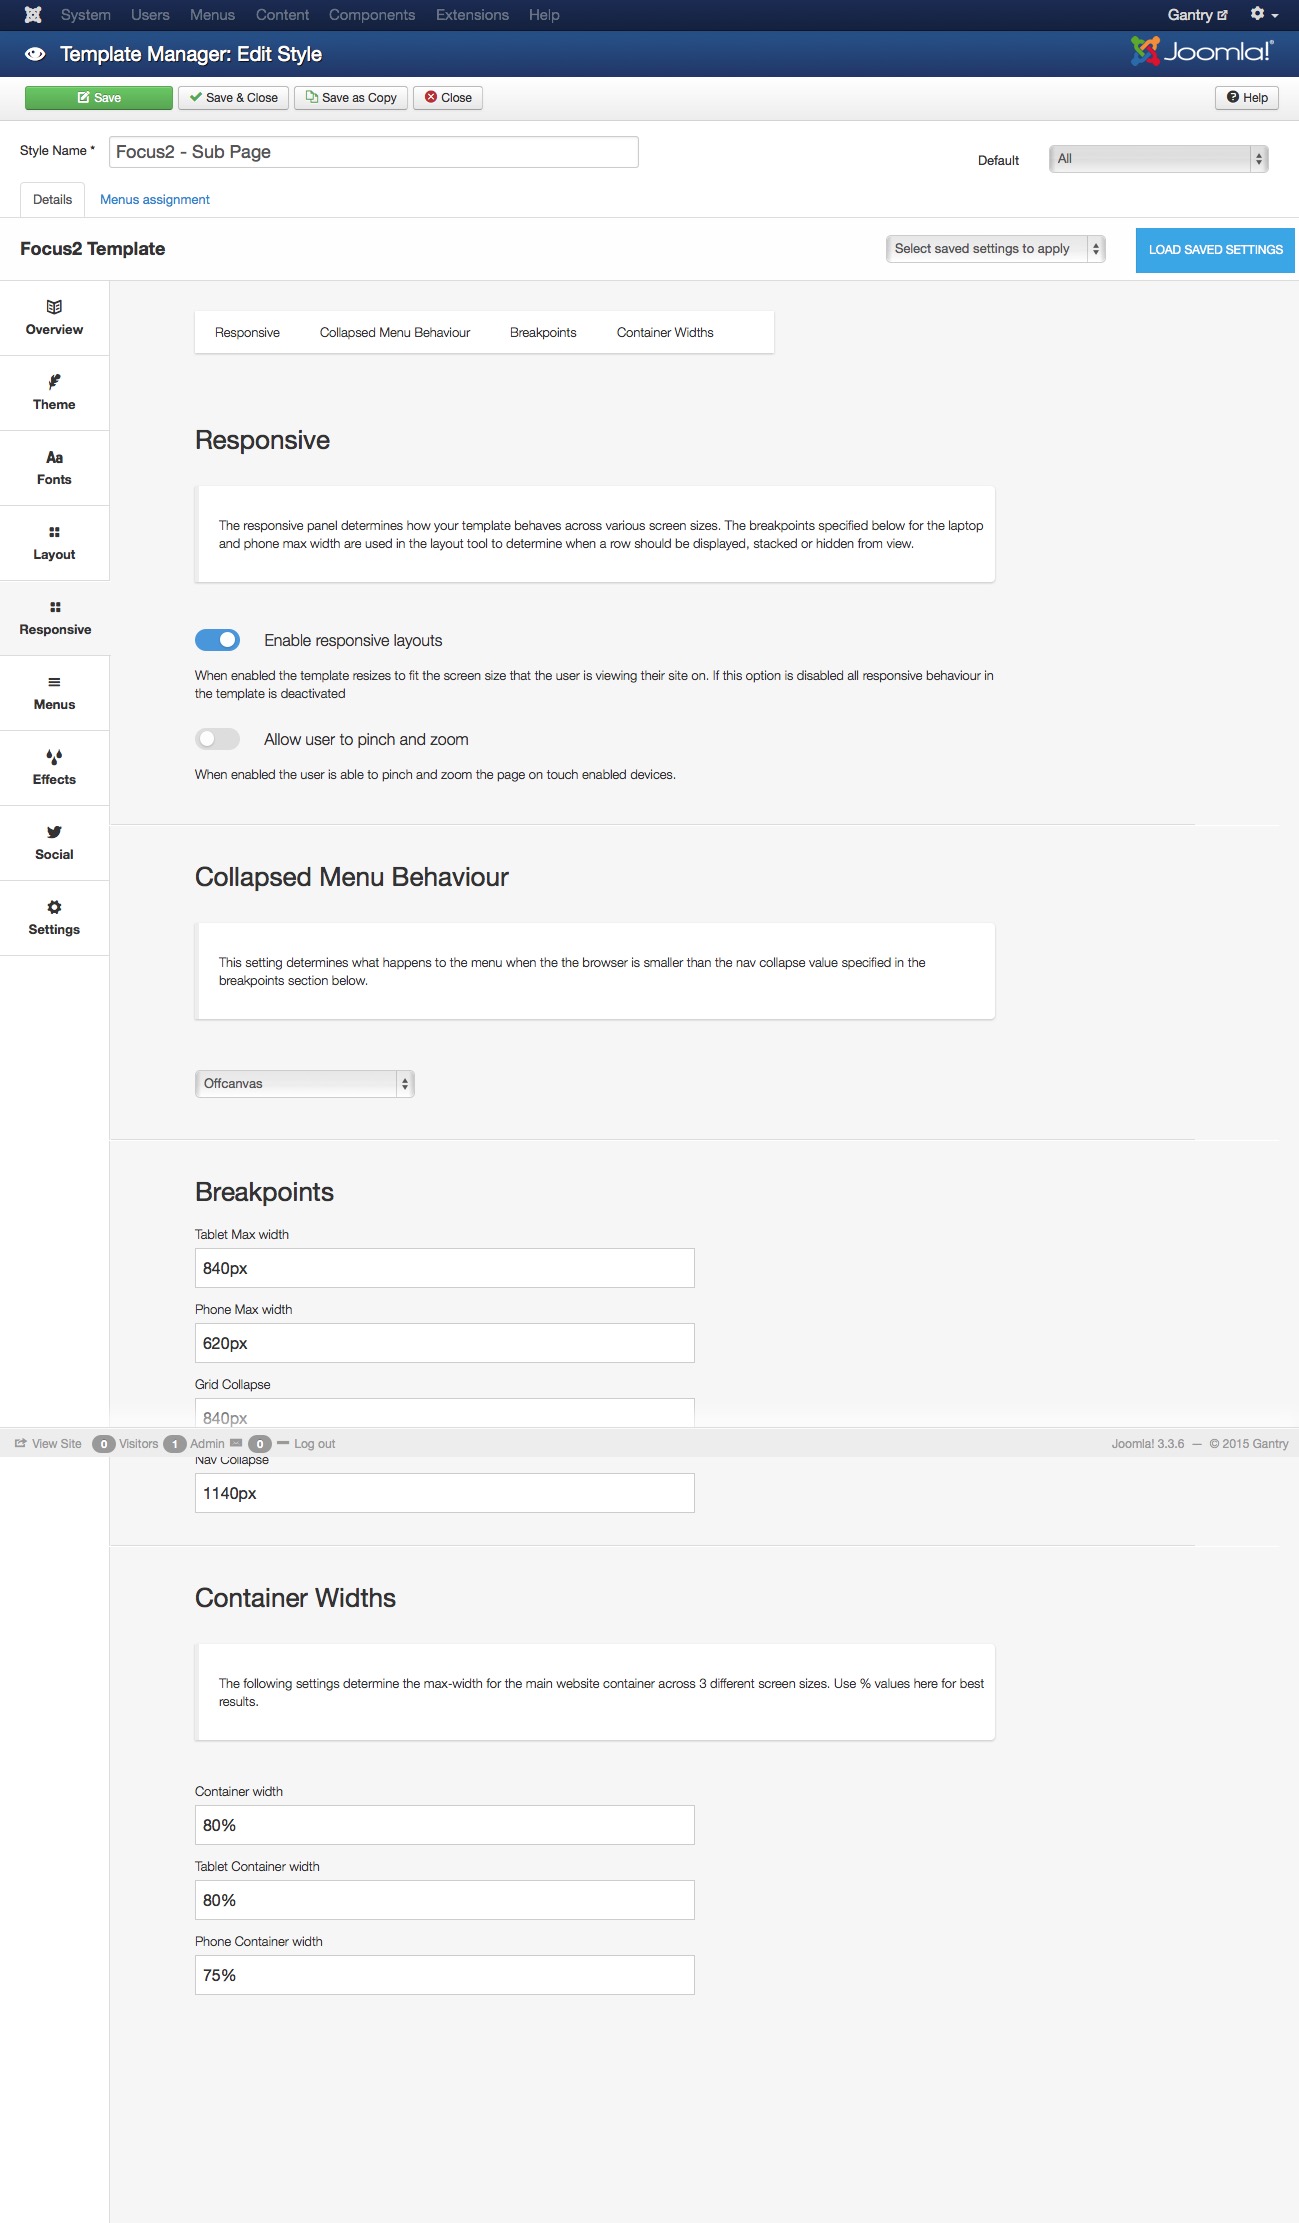 System Users Menus Content Components Extensions Help Gantry
Template Manager: Edit Style Joomla!®
Save Save & Close Save as Copy Close Help
Style Name * Focus2 - Sub Page Default All
Details Menus assignment
Focus2 Template Select saved settings to apply LOAD SAVED SETTINGS
Overview
Theme
Aa
Fonts
Layout
Responsive
Menus
Effects
Social
Settings
Responsive Collapsed Menu Behaviour Breakpoints Container Widths
Responsive
The responsive panel determines how your template behaves across various screen sizes. The breakpoints specified below for the laptop
and phone max width are used in the layout tool to determine when a row should be displayed, stacked or hidden from view.
Enable responsive layouts
When enabled the template resizes to fit the screen size that the user is viewing their site on. If this option is disabled all responsive behaviour in
the template is deactivated
Allow user to pinch and zoom
When enabled the user is able to pinch and zoom the page on touch enabled devices.
Collapsed Menu Behaviour
This setting determines what happens to the menu when the the browser is smaller than the nav collapse value specified in the
breakpoints section below.
Offcanvas
Breakpoints
Tablet Max width
840px
Phone Max width
620px
Grid Collapse
840px
View Site 0 Visitors 1 Admin 0 Log out Joomla! 3.3.6 — © 2015 Gantry
Nav Collapse
1140px
Container Widths
The following settings determine the max-width for the main website container across 3 different screen sizes. Use % values here for best
results.
Container width
80%
Tablet Container width
80%
Phone Container width
75%